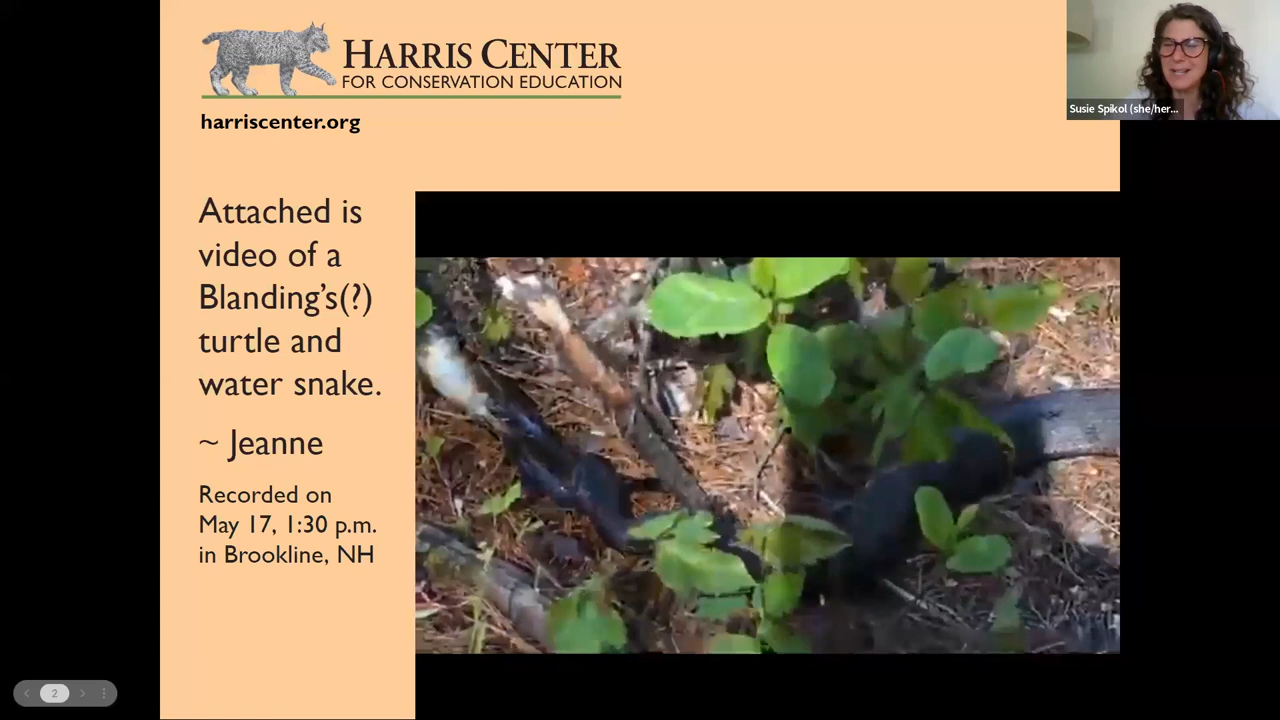 HARRIS CENTER
FOR CONSERVATION EDUCATION
harriscenter.org
Susie Spikol (she/her...
Attached is
video of a
Blanding's(?)
turtle and
water snake.
~ Jeanne
Recorded on
May 17, 1:30 p.m.
in Brookline, NH
2